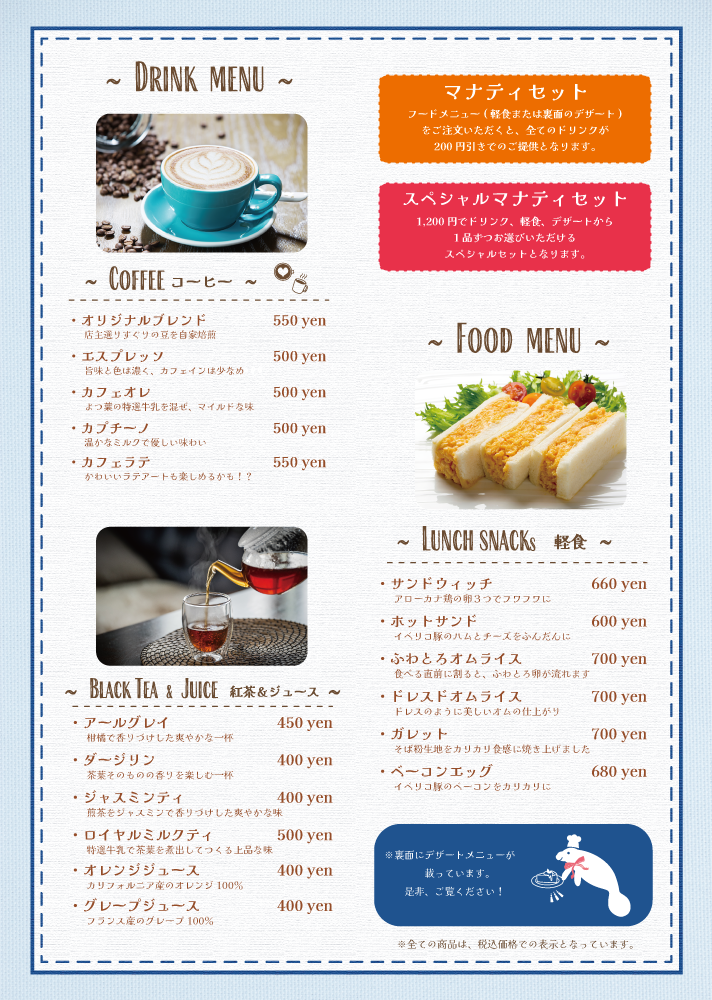 ~ DRINK MENU ~
~ COFFEE コーヒー ~
・オリジナルブレンド 550 yen
店主選りすぐりの豆を自家焙煎
・エスプレッソ 500 yen
旨味と色は濃く、カフェインは少なめ
・カフェオレ 500 yen
よつ葉の特選牛乳を混ぜ、マイルドな味
・カプチーノ 500 yen
温かなミルクで優しい味わい
・カフェラテ 550 yen
かわいいラテアートも楽しめるかも！？
~ BLACK TEA & JUICE 紅茶&ジュース ~
・アールグレイ 450 yen
柑橘で香りづけした爽やかな一杯
・ダージリン 400 yen
茶葉そのものの香りを楽しむ一杯
・ジャスミンティ 400 yen
煎茶をジャスミンで香りづけした爽やかな味
・ロイヤルミルクティ 500 yen
特選牛乳で茶葉を煮出してつくる上品な味
・オレンジジュース 400 yen
カリフォルニア産のオレンジ 100%
・グレープジュース 400 yen
フランス産のグレープ 100%
マナティセット
フードメニュー ( 軽食または裏面のデザート )
をご注文いただくと、全てのドリンクが
200 円引きでのご提供となります。
スペシャルマナティセット
1,200 円でドリンク、軽食、デザートから
１品ずつお選びいただける
スペシャルセットとなります。
~ FOOD MENU ~
~ LUNCH SNACKS 軽食 ~
・サンドウィッチ 660 yen
アローカナ鶏の卵３つでフワフワに
・ホットサンド 600 yen
イベリコ豚のハムとチーズをふんだんに
・ふわとろオムライス 700 yen
食べる直前に割ると、ふわとろ卵が流れます
・ドレスドオムライス 700 yen
ドレスのように美しいオムの仕上がり
・ガレット 700 yen
そば粉生地をカリカリ食感に焼き上げました
・ベーコンエッグ 680 yen
イベリコ豚のベーコンをカリカリに
※裏面にデザートメニューが
載っています。
是非、ご覧ください！
※全ての商品は、税込価格での表示となっています。